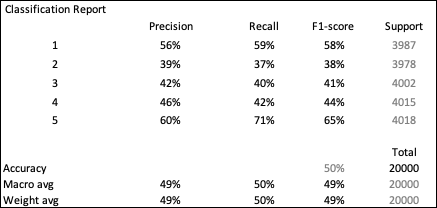 Classification Report
Precision Recall F1-score Support
1 56% 59% 58% 3987
2 39% 37% 38% 3978
3 42% 40% 41% 4002
4 46% 42% 44% 4015
5 60% 71% 65% 4018
Total
Accuracy 50% 20000
Macro avg 49% 50% 49% 20000
Weight avg 49% 50% 49% 20000